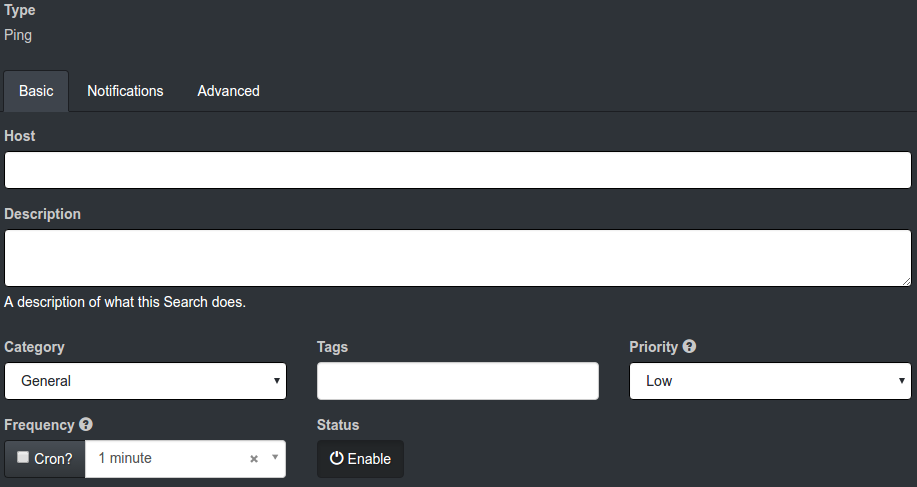 Type
Ping
Basic Notifications Advanced
Host
Description
A description of what this Search does.
Category Tags Priority
General Low
Frequency Status
Cron? 1 minute × Enable